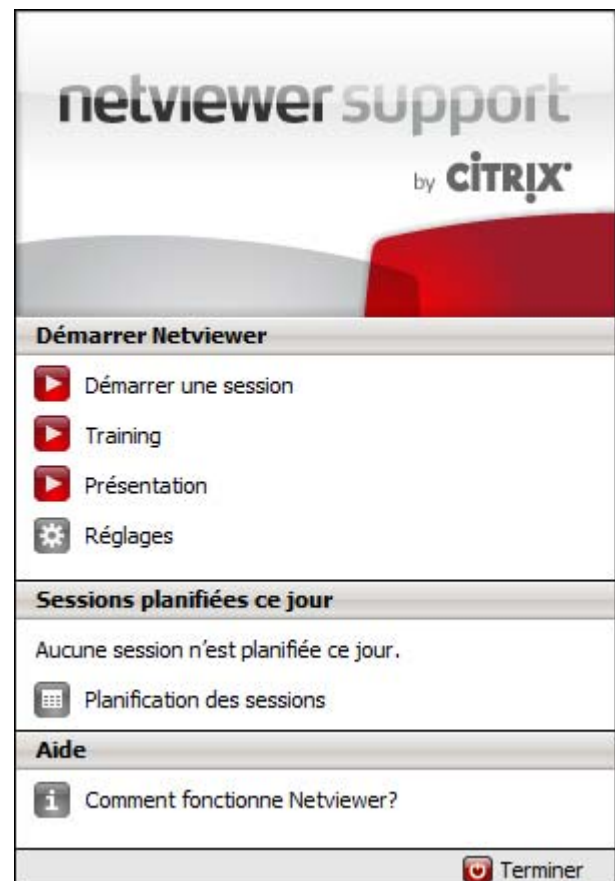 netviewer support
by CITRIX
Démarrer Netviewer
Démarrer une session
Training
Présentation
Réglages
Sessions planifiées ce jour
Aucune session n'est planifiée ce jour.
Planification des sessions
Aide
Comment fonctionne Netviewer?
Terminer